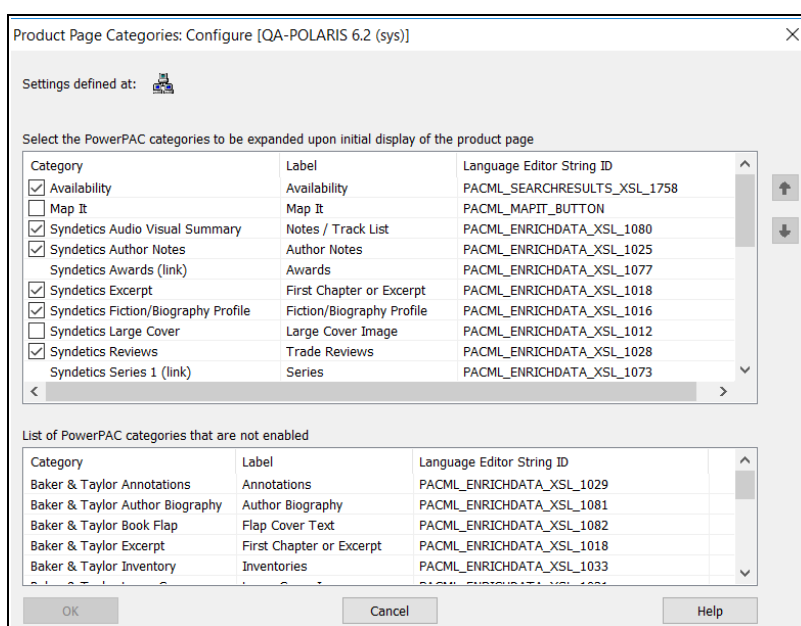 Product Page Categories: Configure [QA-POLARIS 6.2 (sys)]
Settings defined at:
Select the PowerPAC categories to be expanded upon initial display of the product page
Category Label Language Editor String ID
Availability Availability PACML_SEARCHRESULTS_XSL_1758
Map It Map It PACML_MAPIT_BUTTON
Syndetics Audio Visual Summary Notes / Track List PACML_ENRICHDATA_XSL_1080
Syndetics Author Notes Author Notes PACML_ENRICHDATA_XSL_1025
Syndetics Awards (link) Awards PACML_ENRICHDATA_XSL_1077
Syndetics Excerpt First Chapter or Excerpt PACML_ENRICHDATA_XSL_1018
Syndetics Fiction/Biography Profile Fiction/Biography Profile PACML_ENRICHDATA_XSL_1016
Syndetics Large Cover Large Cover Image PACML_ENRICHDATA_XSL_1012
Syndetics Reviews Trade Reviews PACML_ENRICHDATA_XSL_1028
Syndetics Series 1 (link) Series PACML_ENRICHDATA_XSL_1073
List of PowerPAC categories that are not enabled
Category Label Language Editor String ID
Baker & Taylor Annotations Annotations PACML_ENRICHDATA_XSL_1029
Baker & Taylor Author Biography Author Biography PACML_ENRICHDATA_XSL_1081
Baker & Taylor Book Flap Flap Cover Text PACML_ENRICHDATA_XSL_1082
Baker & Taylor Excerpt First Chapter or Excerpt PACML_ENRICHDATA_XSL_1018
Baker & Taylor Inventory Inventories PACML_ENRICHDATA_XSL_1033
OK Cancel Help